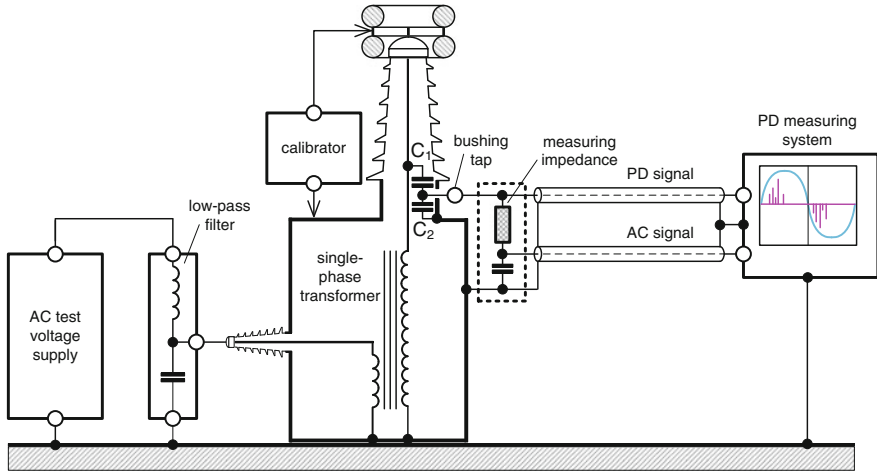 calibrator
C1
C2
bushing
tap
measuring
impedance
PD measuring
system
PD signal
AC signal
low-pass
filter
single-
phase
transformer
AC test
voltage
supply